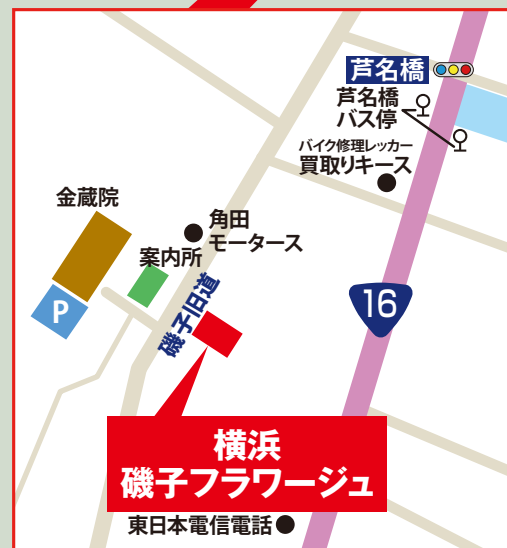 芦名橋
芦名橋
バス停
バイク修理レッカー
買取りキース
金蔵院
角田
モータース
案内所
P
磯子旧道
16
横浜
磯子フラワージュ
東日本電信電話